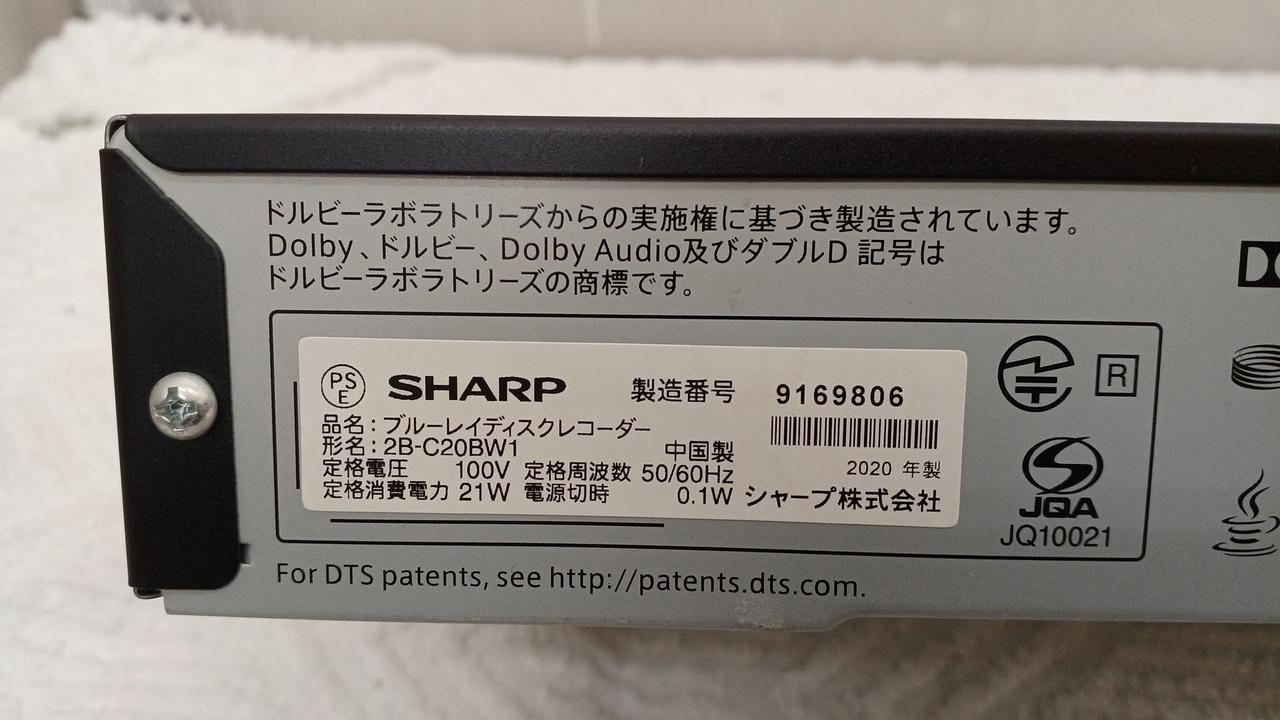 ドルビーラボラトリーズからの実施権に基づき製造されています。
Dolby、ドルビー、Dolby Audio及びダブルD 記号は
ドルビーラボラトリーズの商標です。
PS
E
SHARP 製造番号 9169806
品名:ブルーレイディスクレコーダー
形名:2B-C20BW1 中国製
定格電圧 100V 定格周波数 50/60Hz 2020 年製
定格消費電力 21W 電源切時 0.1W シャープ株式会社
R
JQA
JQ10021
For DTS patents, see http://patents.dts.com.